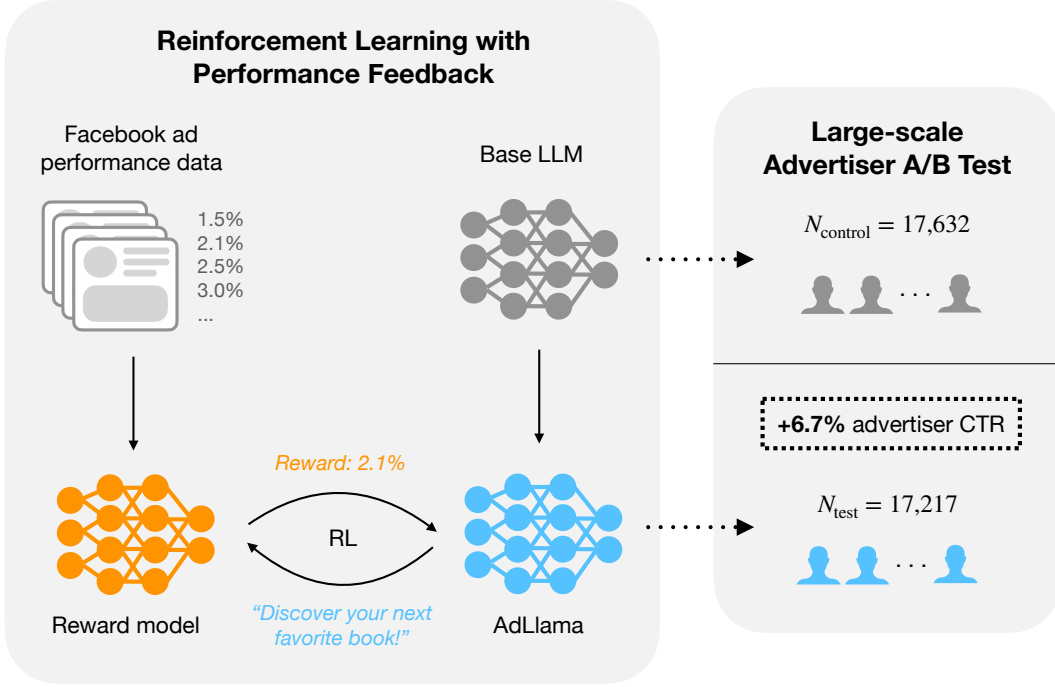 Reinforcement Learning with
Performance Feedback
Facebook ad
performance data
1.5%
2.1%
2.5%
3.0%
...
Base LLM
Reward: 2.1%
RL
“Discover your next
favorite book!”
Reward model
AdLlama
Large-scale
Advertiser A/B Test
N_control = 17,632
. . .
+6.7% advertiser CTR
N_test = 17,217
. . .